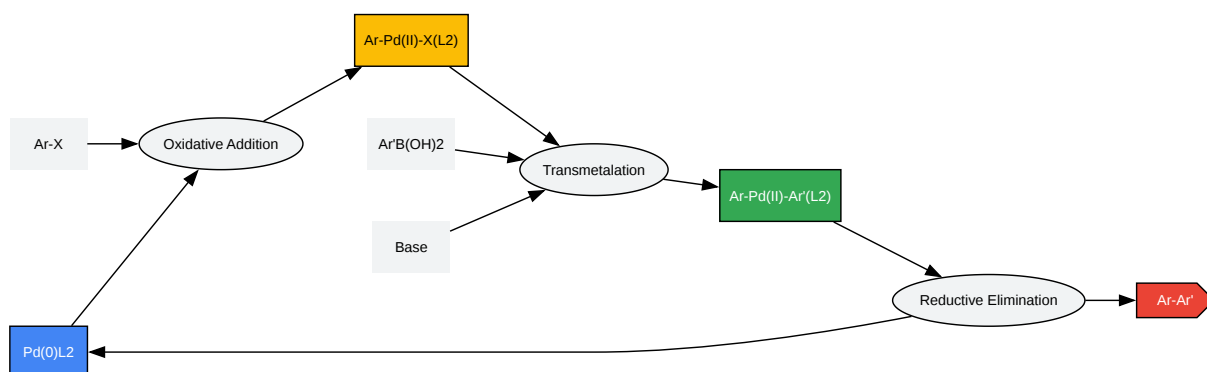 Ar-Pd(II)-X(L2)
Ar-X
Oxidative Addition
Ar'B(OH)2
Transmetalation
Ar-Pd(II)-Ar'(L2)
Base
Reductive Elimination
Ar-Ar'
Pd(0)L2